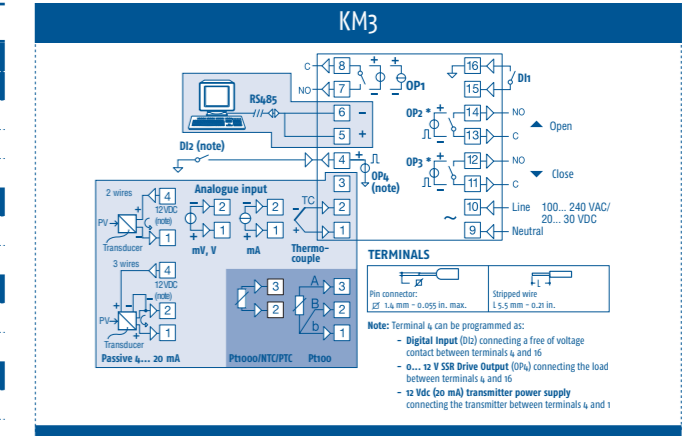 KM3
C
8
+
-
+
-
OP1
NO
7
RS485
6
-
5
+
16
15
DI1
OP2 *
+
-
14
NO
13
C
Open
DI2 (note)
4
+
-
OP4
(note)
OP3 *
+
-
12
NO
11
C
Close
3
TC
2
1
-
+
10
Line
100... 240 VAC/
20... 30 VDC
~
9
Neutral
2 wires
4
12VDC
(note)
PV
+
-
1
Transducer
Analogue input
-
2
+
1
mV, V
-
2
+
1
mA
Thermo-
couple
3 wires
4
12VDC
(note)
+
-
+
2
PV
-
1
Transducer
Passive 4... 20 mA
3
2
Pt1000/NTC/PTC
A
3
B
2
b
1
Pt100
TERMINALS
Pin connector:
Ø 1.4 mm - 0.055 in. max.
L
Stripped wire
L 5.5 mm - 0.21 in.
Note: Terminal 4 can be programmed as:
- Digital Input (DI2) connecting a free of voltage
contact between terminals 4 and 16
- 0... 12 V SSR Drive Output (OP4) connecting the load
between terminals 4 and 16
- 12 Vdc (20 mA) transmitter power supply
connecting the transmitter between terminals 4 and 1